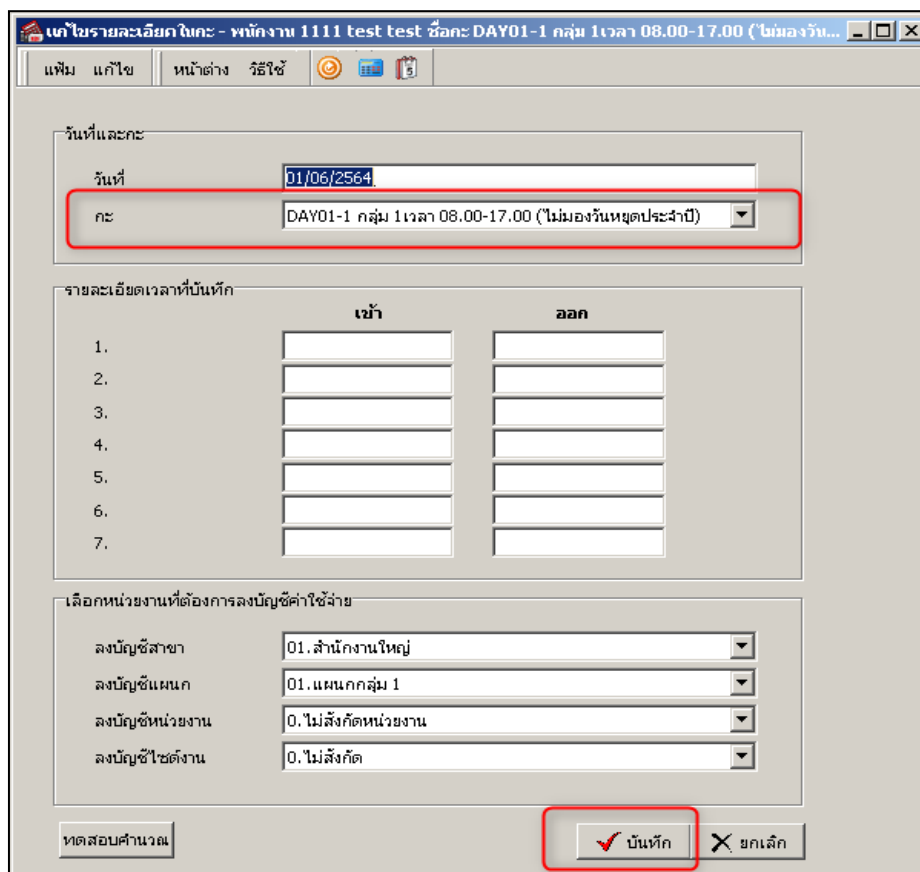 แก้ไขรายละเอียดในกะ - พนักงาน 1111 test test ชื่อกะ DAY01-1 กลุ่ม 1เวลา 08.00-17.00 (ไม่มองวัน...
แฟ้ม แก้ไข หน้าต่าง วิธีใช้ 5
วันที่และกะ
วันที่ 01/06/2564
กะ DAY01-1 กลุ่ม 1เวลา 08.00-17.00 (ไม่มองวันหยุดประจำปี)
รายละเอียดเวลาที่บันทึก
เข้า ออก
1.
2.
3.
4.
5.
6.
7.
เลือกหน่วยงานที่ต้องการลงบัญชีค่าใช้จ่าย
ลงบัญชีสาขา 01.สำนักงานใหญ่
ลงบัญชีแผนก 01.แผนกกลุ่ม 1
ลงบัญชีหน่วยงาน 0.ไม่สังกัดหน่วยงาน
ลงบัญชีไซด์งาน 0.ไม่สังกัด
ทดสอบคำนวณ บันทึก ยกเลิก